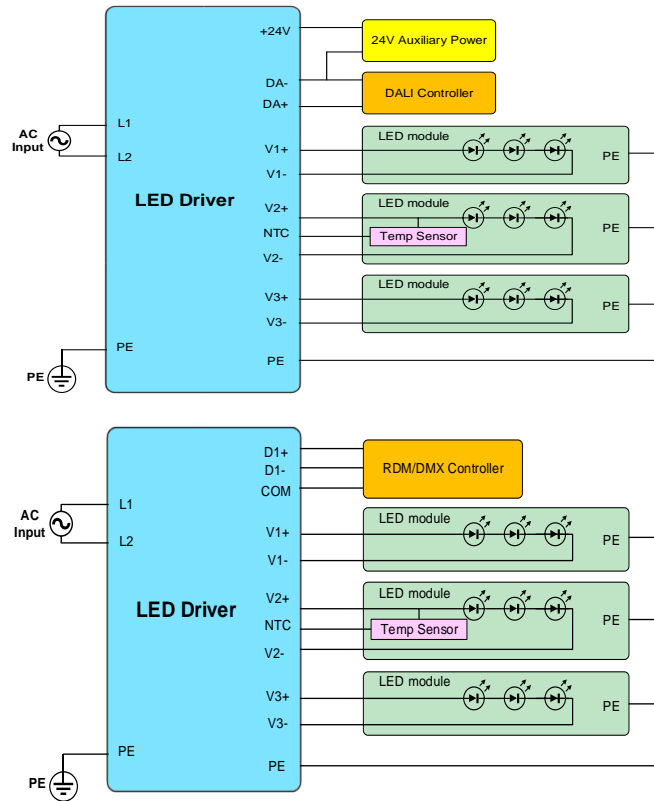 +24V
24V Auxiliary Power
DA-
DALI Controller
DA+
AC
Input
L1
L2
LED Driver
V1+
V1-
LED module
PE
V2+
NTC
V2-
LED module
Temp Sensor
PE
V3+
V3-
LED module
PE
PE
PE
PE
D1+
D1-
COM
RDM/DMX Controller
AC
Input
L1
L2
LED Driver
V1+
V1-
LED module
PE
V2+
NTC
V2-
LED module
Temp Sensor
PE
V3+
V3-
LED module
PE
PE
PE
PE